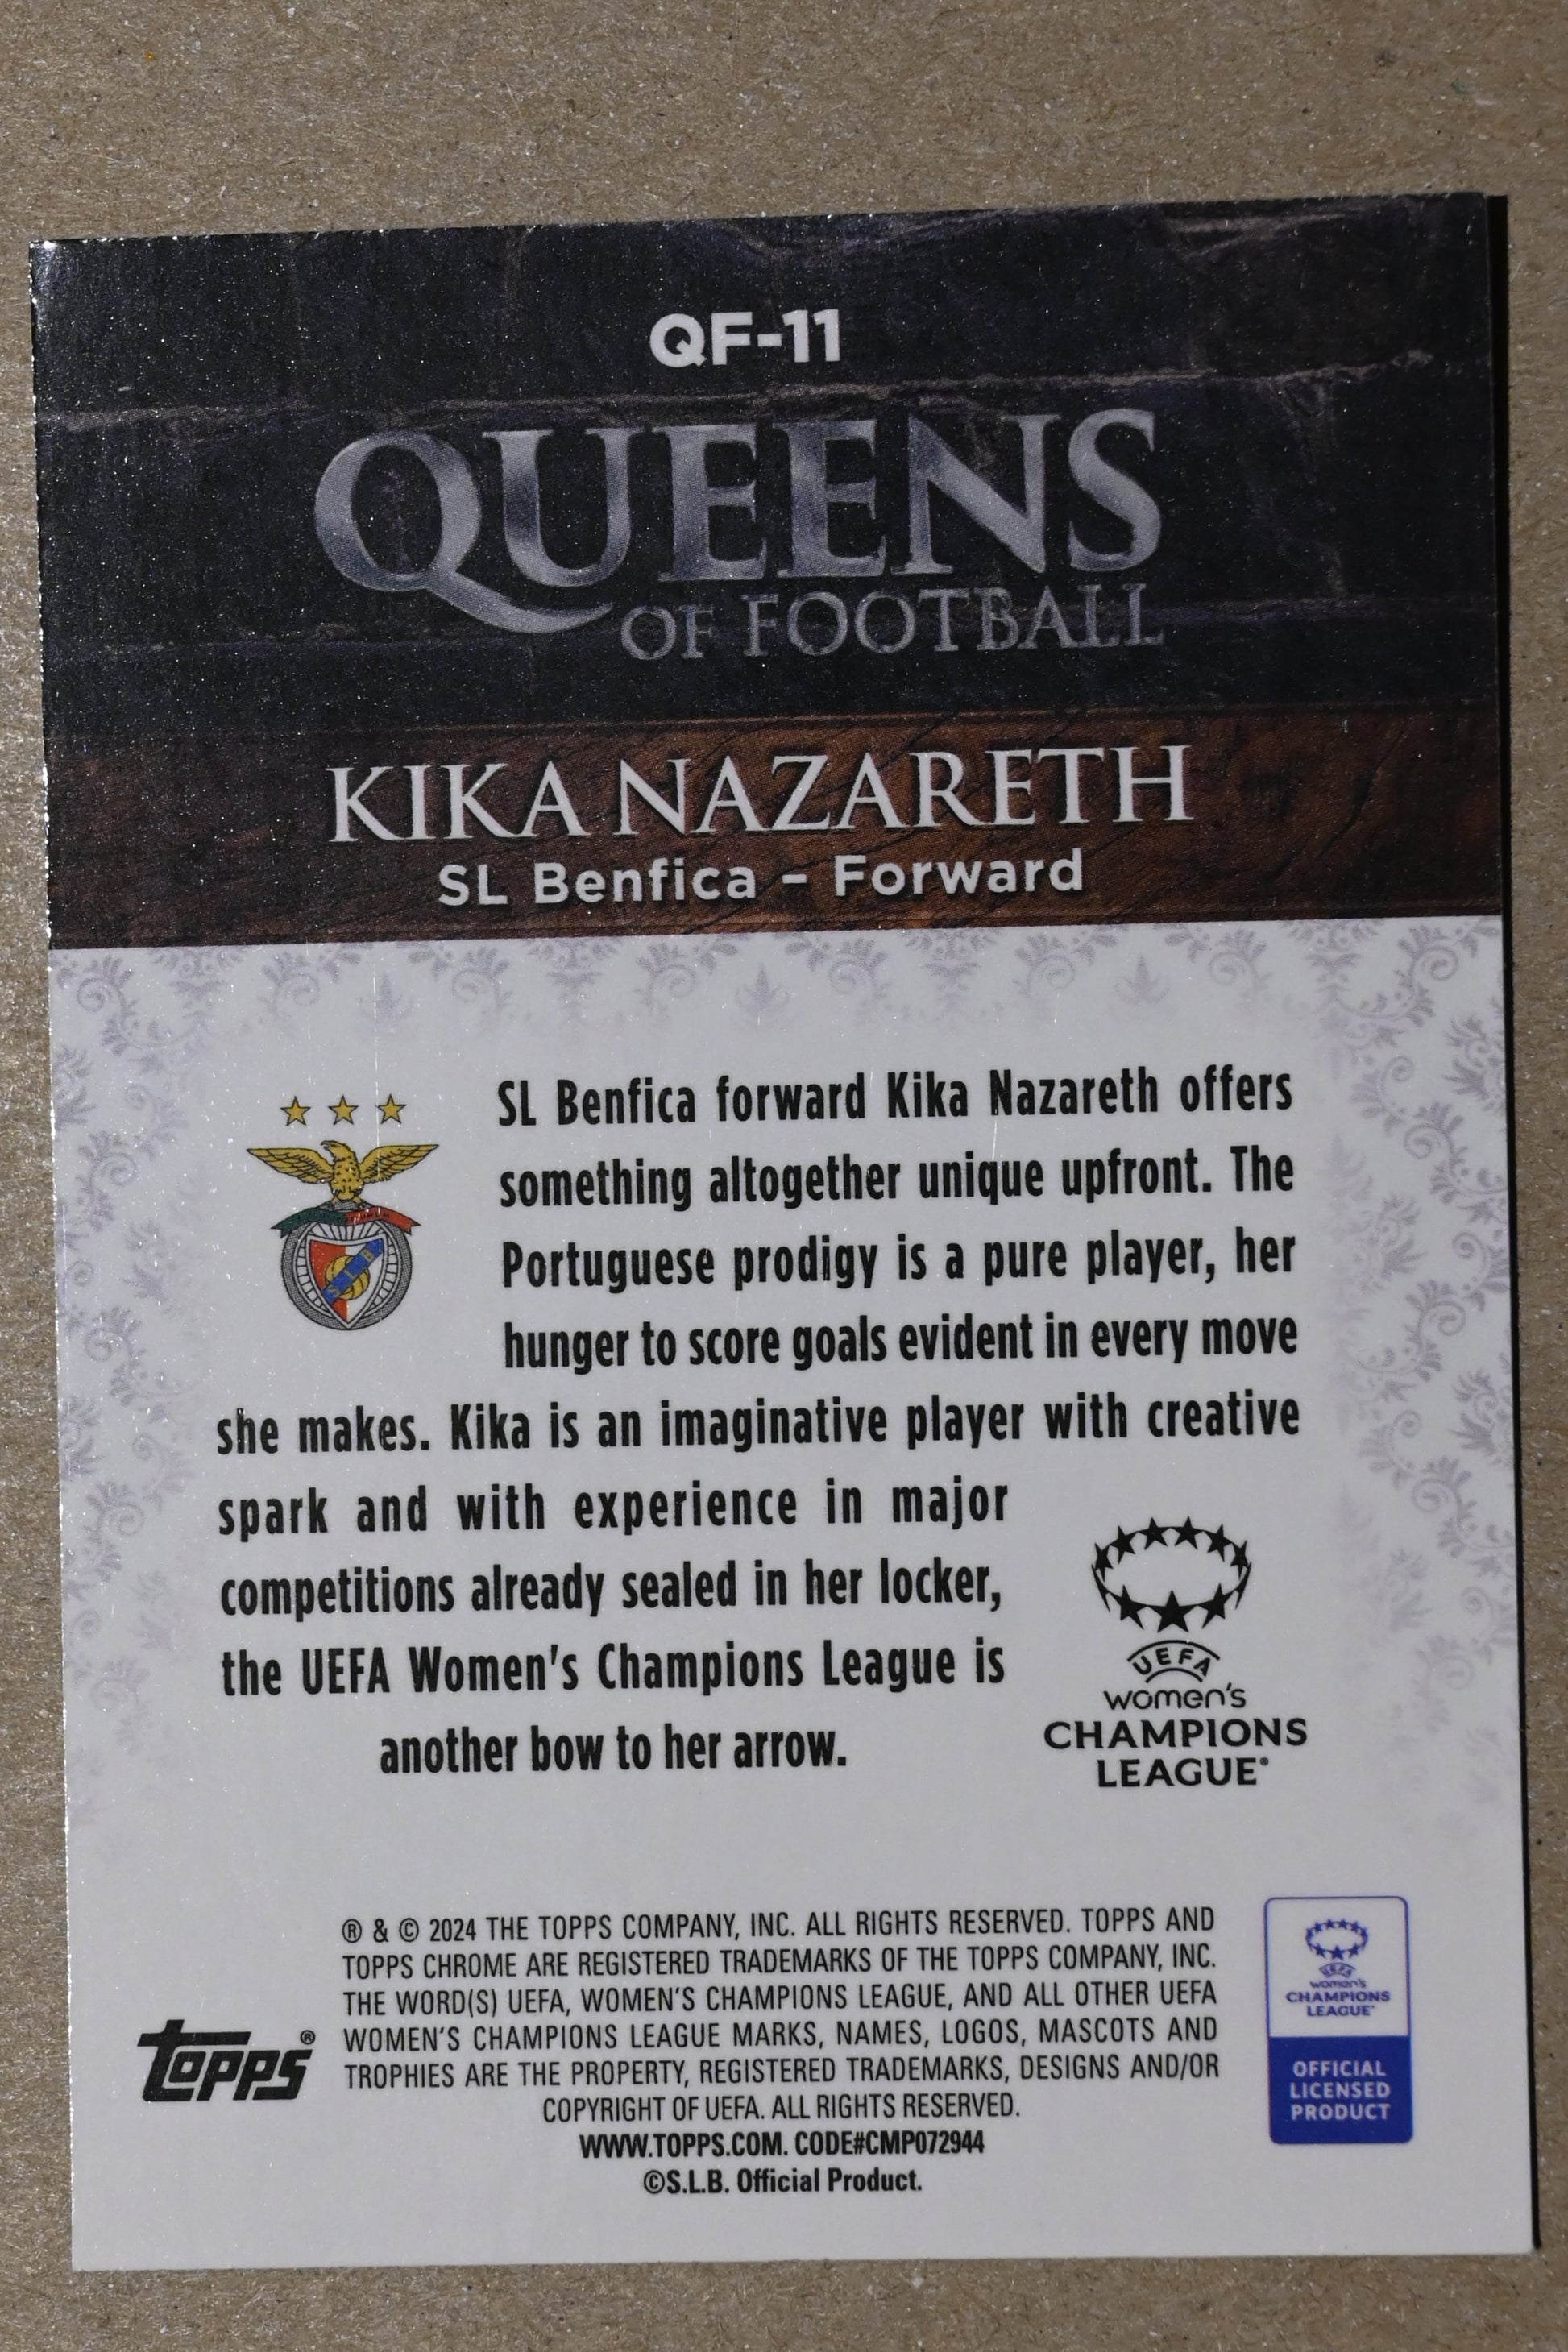 QF-11
QUEENS
OF FOOTBALL
KIKA NAZARETH
SL Benfica - Forward
SL Benfica forward Kika Nazareth offers
something altogether unique upfront. The
Portuguese prodigy is a pure player, her
hunger to score goals evident in every move
she makes. Kika is an imaginative player with creative
spark and with experience in major
competitions already sealed in her locker,
the UEFA Women's Champions League is
another bow to her arrow.
UEFA
women's
CHAMPIONS
LEAGUE®
® & © 2024 THE TOPPS COMPANY, INC. ALL RIGHTS RESERVED. TOPPS AND
TOPPS CHROME ARE REGISTERED TRADEMARKS OF THE TOPPS COMPANY, INC.
THE WORD(S) UEFA, WOMEN'S CHAMPIONS LEAGUE, AND ALL OTHER UEFA
WOMEN'S CHAMPIONS LEAGUE MARKS, NAMES, LOGOS, MASCOTS AND
TROPHIES ARE THE PROPERTY, REGISTERED TRADEMARKS, DESIGNS AND/OR
COPYRIGHT OF UEFA. ALL RIGHTS RESERVED.
WWW.TOPPS.COM. CODE#CMP072944
©S.L.B. Official Product.
topps®
UEFA
women's
CHAMPIONS
LEAGUE
OFFICIAL
LICENSED
PRODUCT